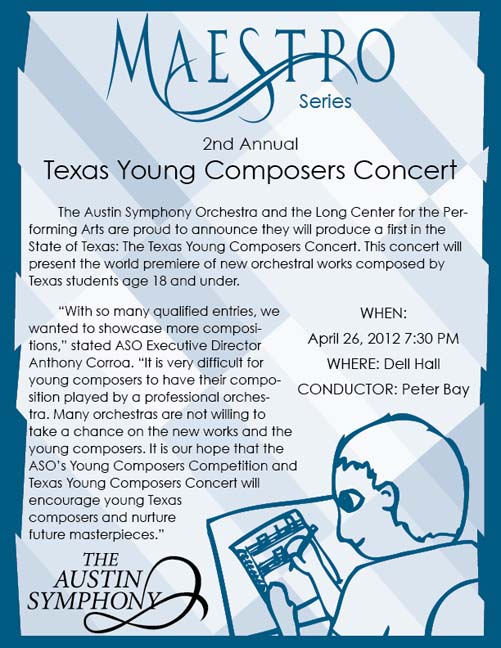 MAESTRO
Series
2nd Annual
Texas Young Composers Concert
The Austin Symphony Orchestra and the Long Center for the Per-
forming Arts are proud to announce they will produce a first in the
State of Texas: The Texas Young Composers Concert. This concert will
present the world premiere of new orchestral works composed by
Texas students age 18 and under.
“With so many qualified entries, we
wanted to showcase more composi-
tions,” stated ASO Executive Director
Anthony Corroa. “It is very difficult for
young composers to have their compo-
sition played by a professional orches-
tra. Many orchestras are not willing to
take a chance on the new works and the
young composers. It is our hope that the
ASO’s Young Composers Competition and
Texas Young Composers Concert will
encourage young Texas
composers and nurture
future masterpieces.”
WHEN:
April 26, 2012 7:30 PM
WHERE: Dell Hall
CONDUCTOR: Peter Bay
THE
AUSTIN
SYMPHONY